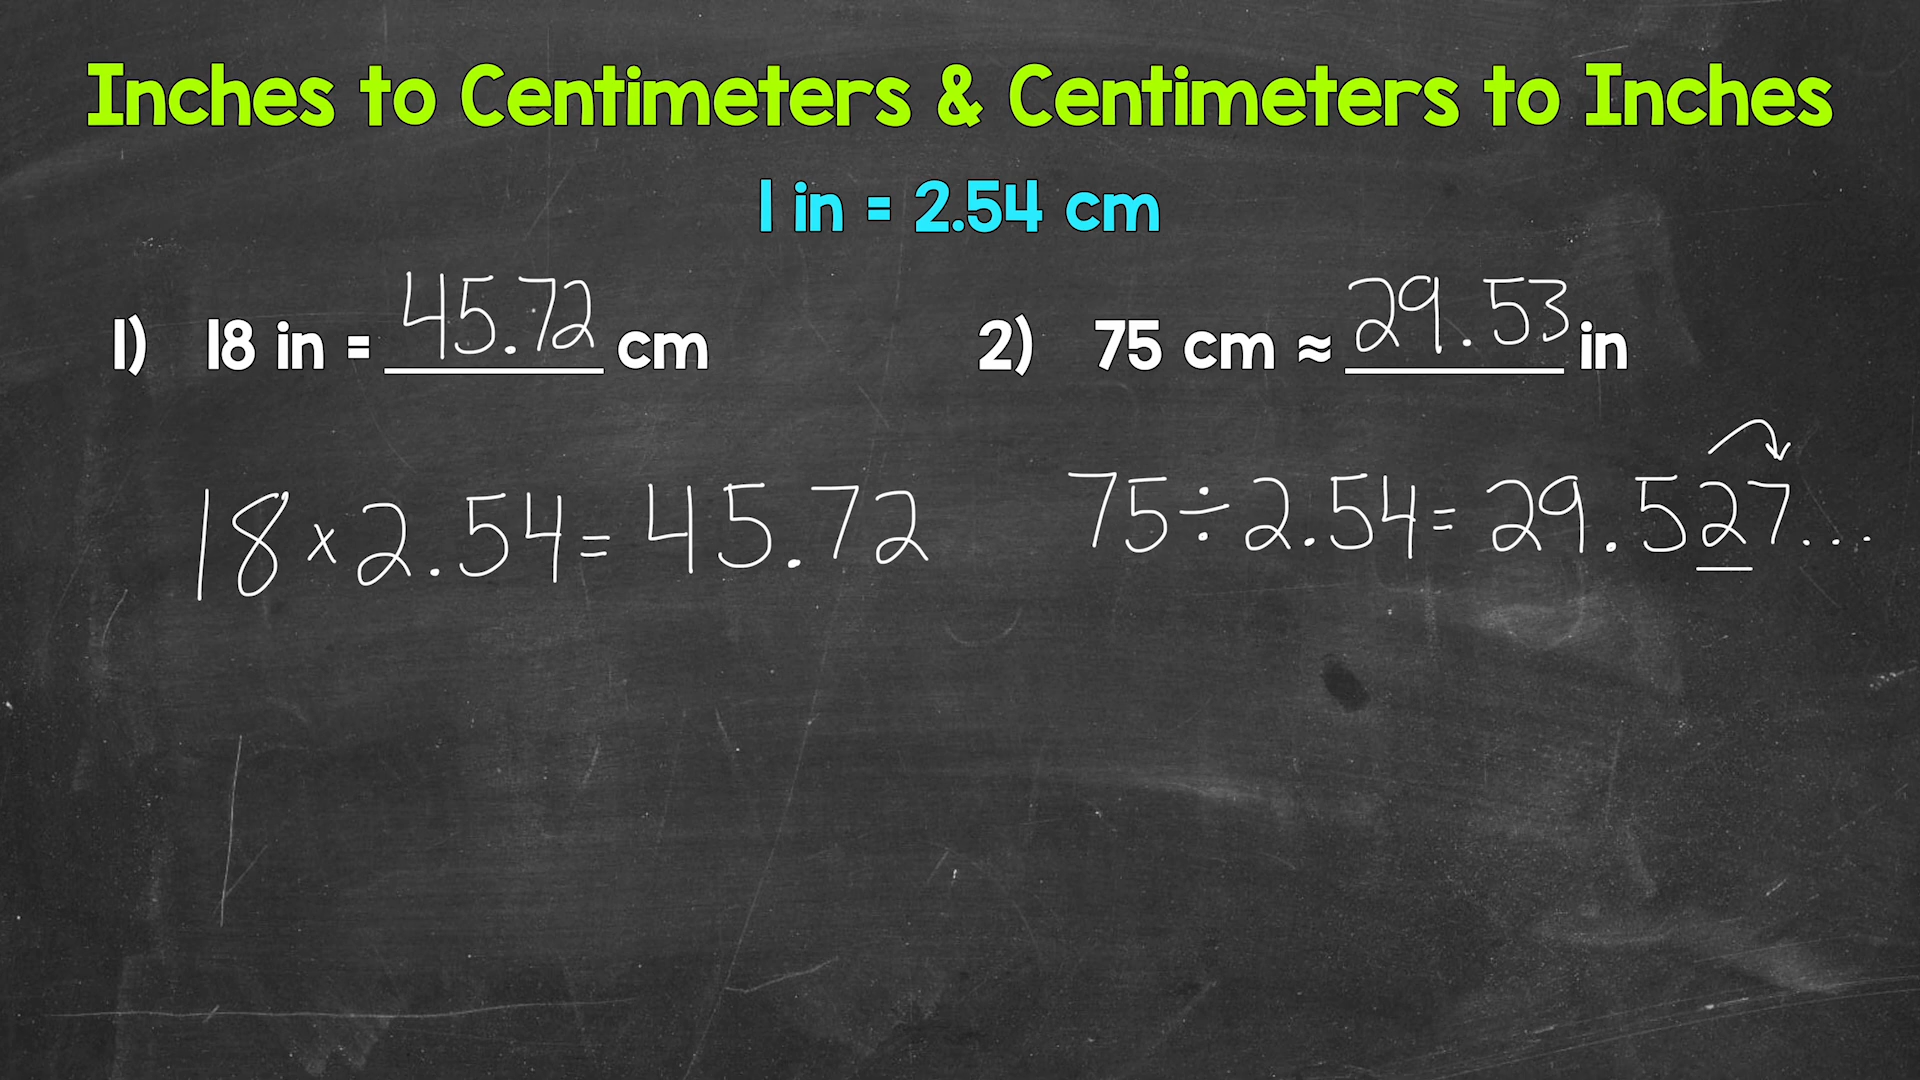 Inches to Centimeters & Centimeters to Inches
1 in = 2.54 cm
1) 18 in = 45.72 cm
2) 75 cm ≈ 29.53 in
18 × 2.54 = 45.72
75 ÷ 2.54 = 29.527...